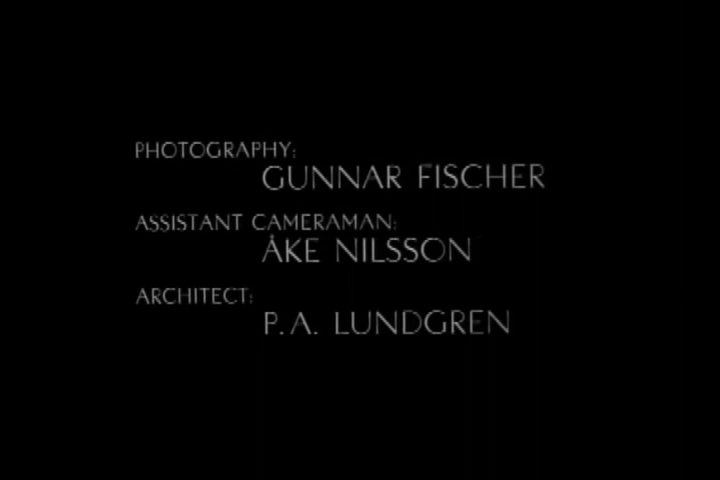 PHOTOGRAPHY:
GUNNAR FISCHER
ASSISTANT CAMERAMAN:
ÅKE NILSSON
ARCHITECT:
P.A. LUNDGREN